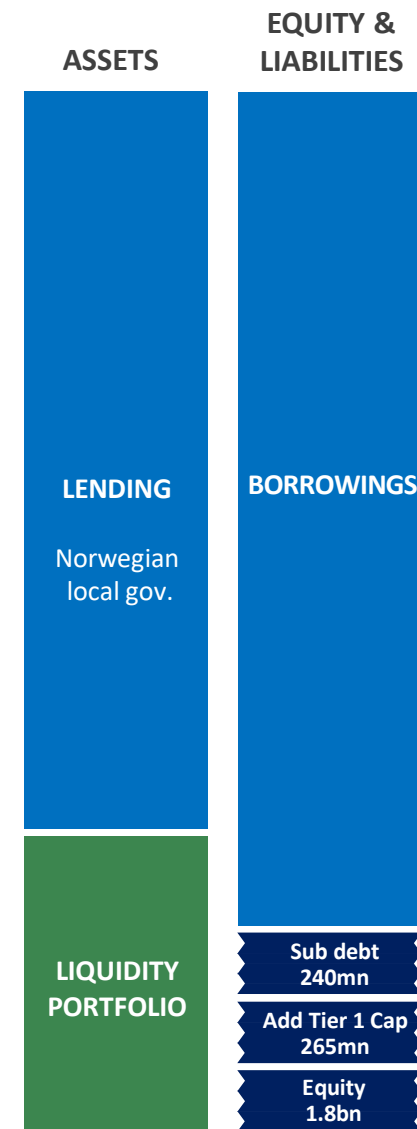 ASSETS
EQUITY &
LIABILITIES
LENDING
Norwegian
local gov.
LIQUIDITY
PORTFOLIO
BORROWINGS
Sub debt
240mn
Add Tier 1 Cap
265mn
Equity
1.8bn